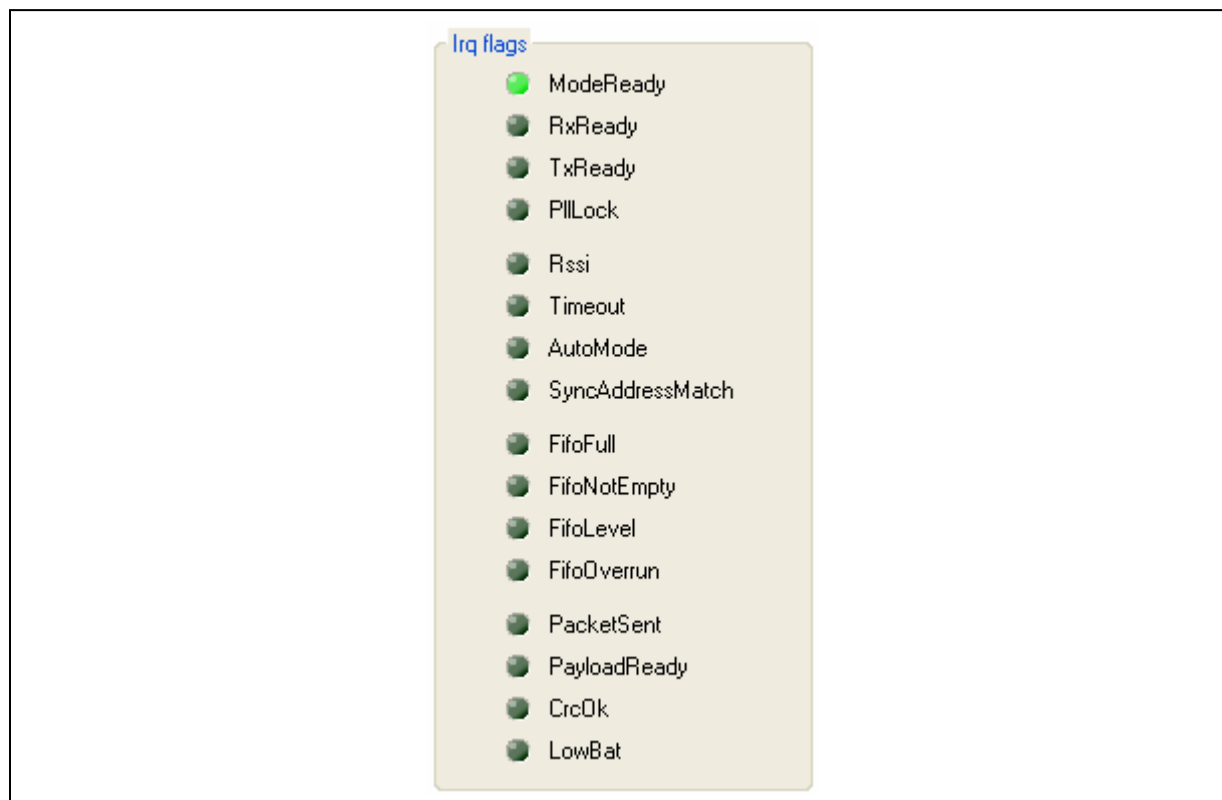 Irq flags
ModeReady
RxReady
TxReady
PllLock
Rssi
Timeout
AutoMode
SyncAddressMatch
FifoFull
FifoNotEmpty
FifoLevel
FifoOverrun
PacketSent
PayloadReady
CrcOk
LowBat